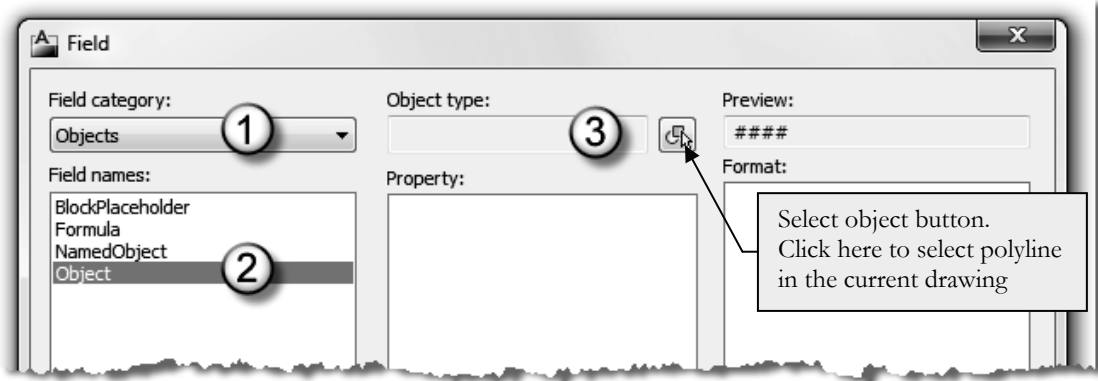 Field
Field category:
Objects
1
Field names:
BlockPlaceholder
Formula
NamedObject
Object
2
Object type:
3
Property:
Preview:
####
Format:
Select object button.
Click here to select polyline
in the current drawing